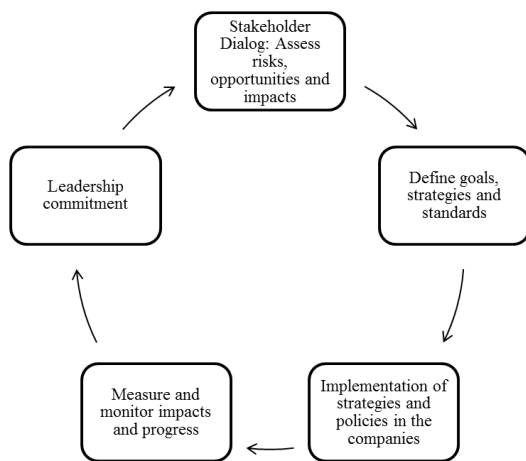 Stakeholder
Dialog: Assess
risks,
opportunities and
impacts
Define goals,
strategies and
standards
Implementation of
strategies and
policies in the
companies
Measure and
monitor impacts
and progress
Leadership
commitment